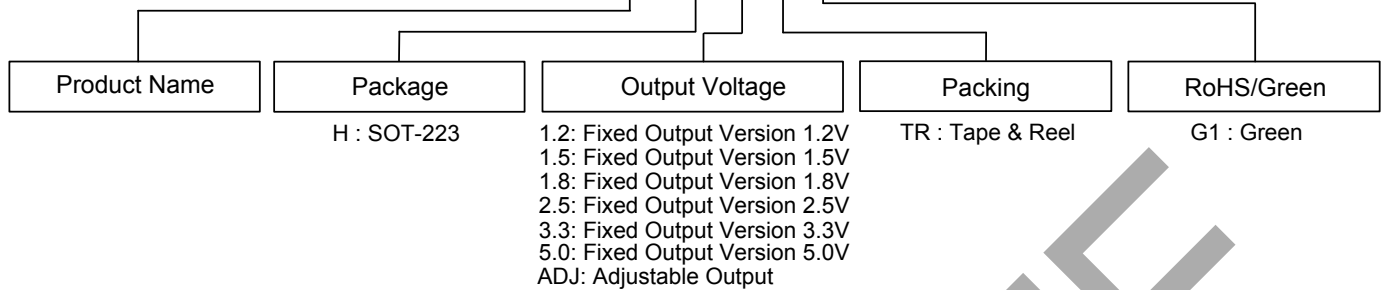 Product Name
Package
Output Voltage
Packing
RoHS/Green
H : SOT-223
1.2: Fixed Output Version 1.2V
1.5: Fixed Output Version 1.5V
1.8: Fixed Output Version 1.8V
2.5: Fixed Output Version 2.5V
3.3: Fixed Output Version 3.3V
5.0: Fixed Output Version 5.0V
ADJ: Adjustable Output
TR : Tape & Reel
G1 : Green